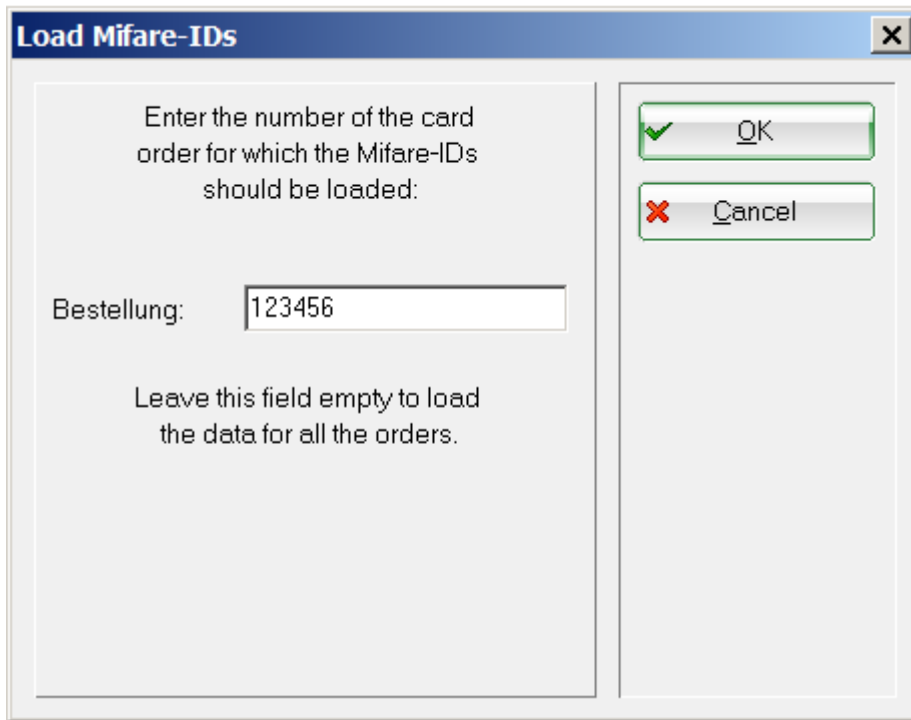 Load Mifare-IDs
Enter the number of the card
order for which the Mifare-IDs
should be loaded:
Bestellung: 123456
Leave this field empty to load
the data for all the orders.
OK
Cancel